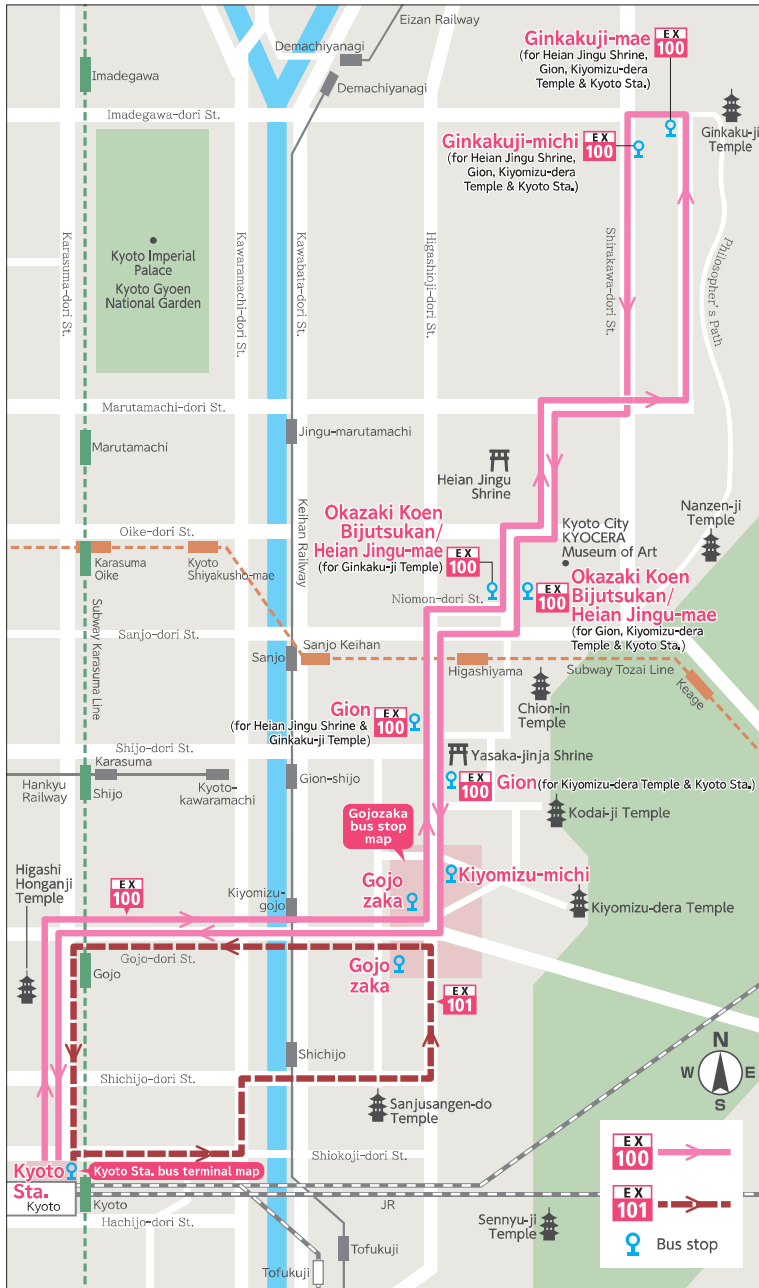 Eizan Railway
Demachiyanagi
Demachiyanagi
Imadegawa
Imadegawa-dori St.
Ginkakuji-mae
EX
100
(for Heian Jingu Shrine,
Gion, Kiyomizu-dera
Temple & Kyoto Sta.)
Ginkakuji-michi
EX
100
(for Heian Jingu Shrine,
Gion, Kiyomizu-dera
Temple & Kyoto Sta.)
Ginkaku-ji
Temple
Kyoto Imperial
Palace
Kyoto Gyoen
National Garden
Karasuma-dori St.
Kawaramachi-dori St.
Kawabata-dori St.
Higashioji-dori St.
Shirakawa-dori St.
Philosopher's Path
Marutamachi-dori St.
Marutamachi
Jingu-marutamachi
Heian Jingu
Shrine
Keihan Railway
Okazaki Koen
Bijutsukan/
Heian Jingu-mae
(for Ginkaku-ji Temple)
EX
100
Kyoto City
KYOCERA
Museum of Art
Nanzen-ji
Temple
Oike-dori St.
Karasuma
Oike
Kyoto
Shiyakusho-mae
Niomon-dori St.
EX
100
Okazaki Koen
Bijutsukan/
Heian Jingu-mae
(for Gion, Kiyomizu-dera
Temple & Kyoto Sta.)
Subway Karasuma Line
Sanjo-dori St.
Sanjo
Sanjo Keihan
Higashiyama
Subway Tozai Line
Keage
Chion-in
Temple
Gion
(for Heian Jingu Shrine &
Ginkaku-ji Temple)
EX
100
Shijo-dori St.
Karasuma
Hankyu
Railway
Shijo
Kyoto-
kawaramachi
Gion-shijo
Yasaka-jinja Shrine
EX
100
Gion(for Kiyomizu-dera Temple & Kyoto Sta.)
Kodai-ji Temple
Gojozaka
bus stop
map
Higashi
Honganji
Temple
EX
100
Kiyomizu-
gojo
Gojo
zaka
Kiyomizu-michi
Kiyomizu-dera Temple
Gojo-dori St.
Gojo
Gojo
zaka
EX
101
Shichijo
Shichijo-dori St.
Sanjusangen-do
Temple
N
W
E
S
Shiokoji-dori St.
Kyoto
Sta.
Kyoto Sta. bus terminal map
Kyoto
Kyoto
JR
Hachijo-dori St.
Tofukuji
Tofukuji
Sennyu-ji
Temple
EX
100
EX
101
Bus stop